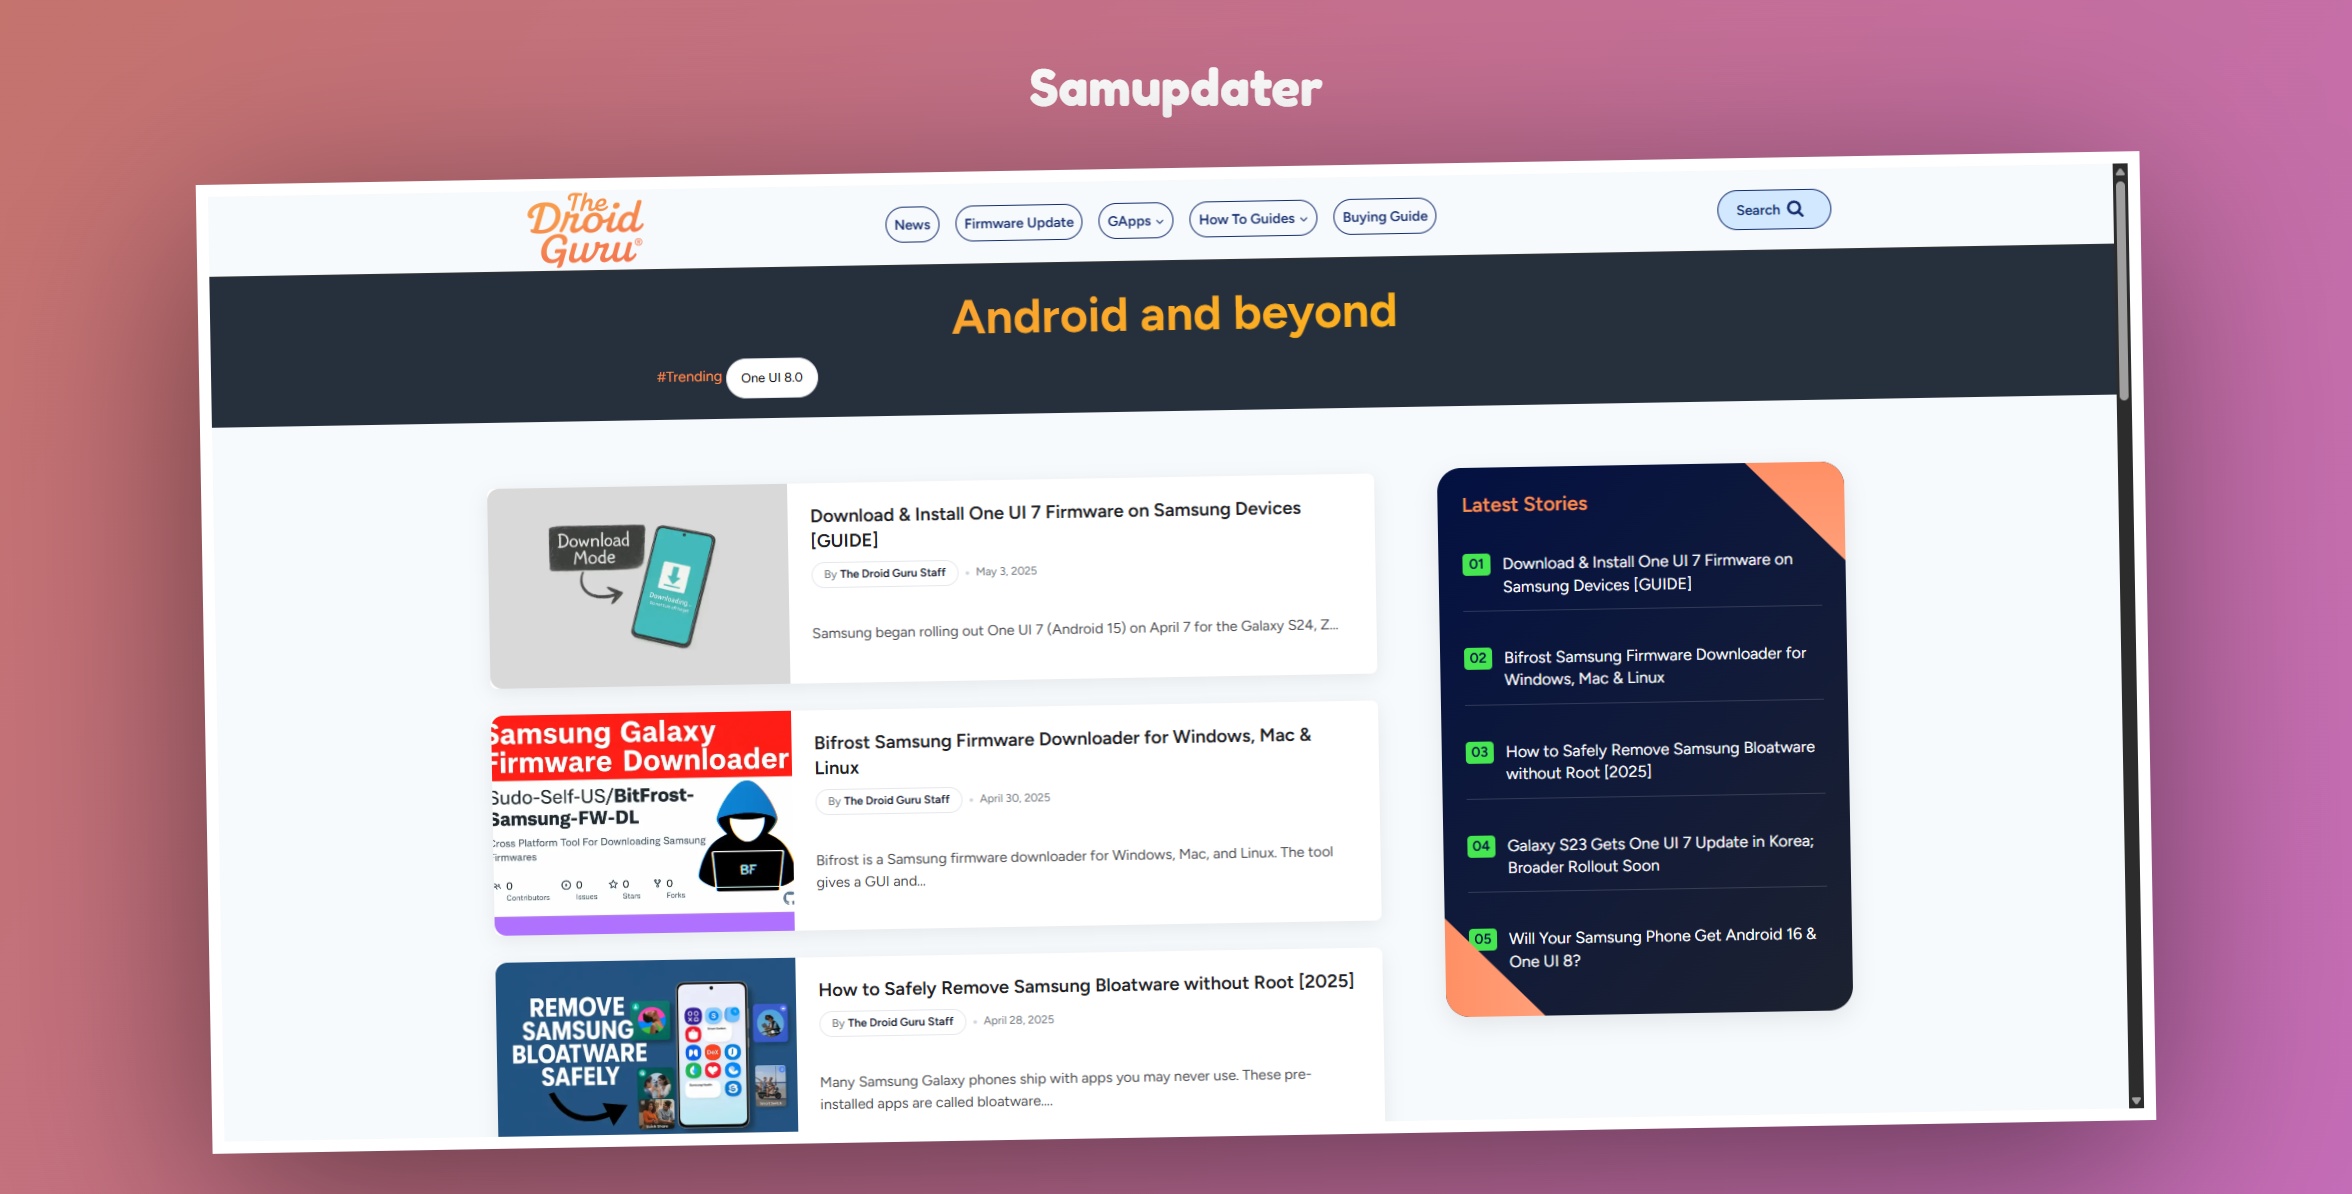 Samupdater
The
Droid
Guru®
News
Firmware Update
GApps
How To Guides
Buying Guide
Search
Android and beyond
#Trending
One UI 8.0
Download
Mode
Downloading...
Download & Install One UI 7 Firmware on Samsung Devices
[GUIDE]
By The Droid Guru Staff
May 3, 2025
Samsung began rolling out One UI 7 (Android 15) on April 7 for the Galaxy S24, Z...
Samsung Galaxy
Firmware Downloader
Sudo-Self-US/BitFrost-
Samsung-FW-DL
Cross Platform Tool For Downloading Samsung
Firmwares
0
Contributors
0
Issues
0
Stars
0
Forks
BF
Bifrost Samsung Firmware Downloader for Windows, Mac &
Linux
By The Droid Guru Staff
April 30, 2025
Bifrost is a Samsung firmware downloader for Windows, Mac, and Linux. The tool
gives a GUI and...
REMOVE
SAMSUNG
BLOATWARE
SAFELY
How to Safely Remove Samsung Bloatware without Root [2025]
By The Droid Guru Staff
April 28, 2025
Many Samsung Galaxy phones ship with apps you may never use. These pre-
installed apps are called bloatware....
Latest Stories
01
Download & Install One UI 7 Firmware on
Samsung Devices [GUIDE]
02
Bifrost Samsung Firmware Downloader for
Windows, Mac & Linux
03
How to Safely Remove Samsung Bloatware
without Root [2025]
04
Galaxy S23 Gets One UI 7 Update in Korea;
Broader Rollout Soon
05
Will Your Samsung Phone Get Android 16 &
One UI 8?